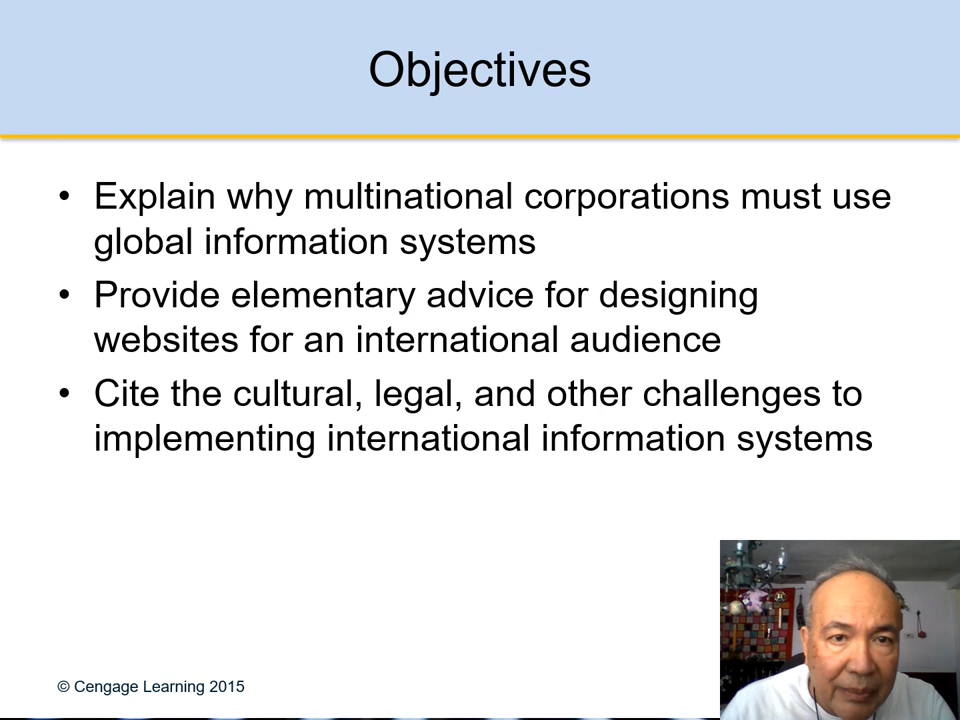 Objectives
• Explain why multinational corporations must use
global information systems
• Provide elementary advice for designing
websites for an international audience
• Cite the cultural, legal, and other challenges to
implementing international information systems
© Cengage Learning 2015